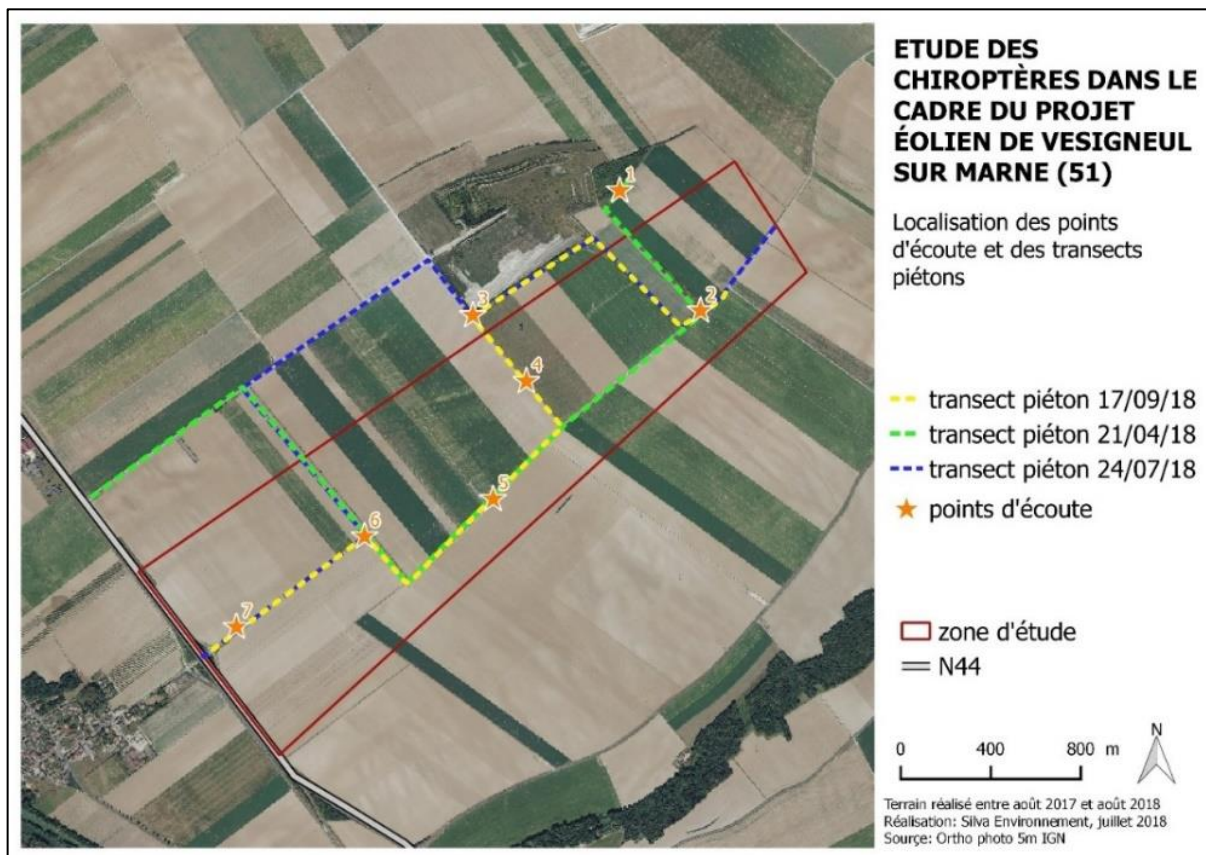 ETUDE DES
CHIROPTÈRES DANS LE
CADRE DU PROJET
ÉOLIEN DE VESIGNEUL
SUR MARNE (51)
Localisation des points
d'écoute et des transects
piétons
1
2
3
4
5
6
7
transect piéton 17/09/18
transect piéton 21/04/18
transect piéton 24/07/18
points d'écoute
zone d'étude
N44
N
0 400 800 m
Terrain réalisé entre août 2017 et août 2018
Réalisation: Silva Environnement, juillet 2018
Source: Ortho photo 5m IGN